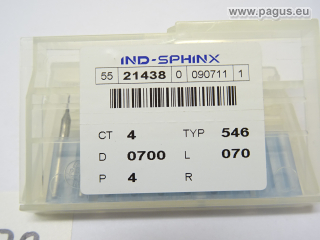 www.pagus.eu
IND-SPHINX
55 21438 0 090711 1
CT 4 TYP 546
D 0700 L 070
P 4 R